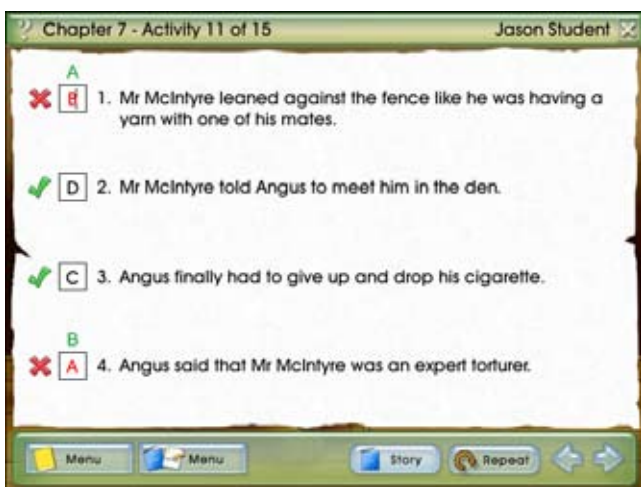 Chapter 7 - Activity 11 of 15
Jason Student
A
B 1. Mr McIntyre leaned against the fence like he was having a
yarn with one of his mates.
D 2. Mr McIntyre told Angus to meet him in the den.
C 3. Angus finally had to give up and drop his cigarette.
B
A 4. Angus said that Mr McIntyre was an expert torturer.
Menu
Menu
Story
Repeat